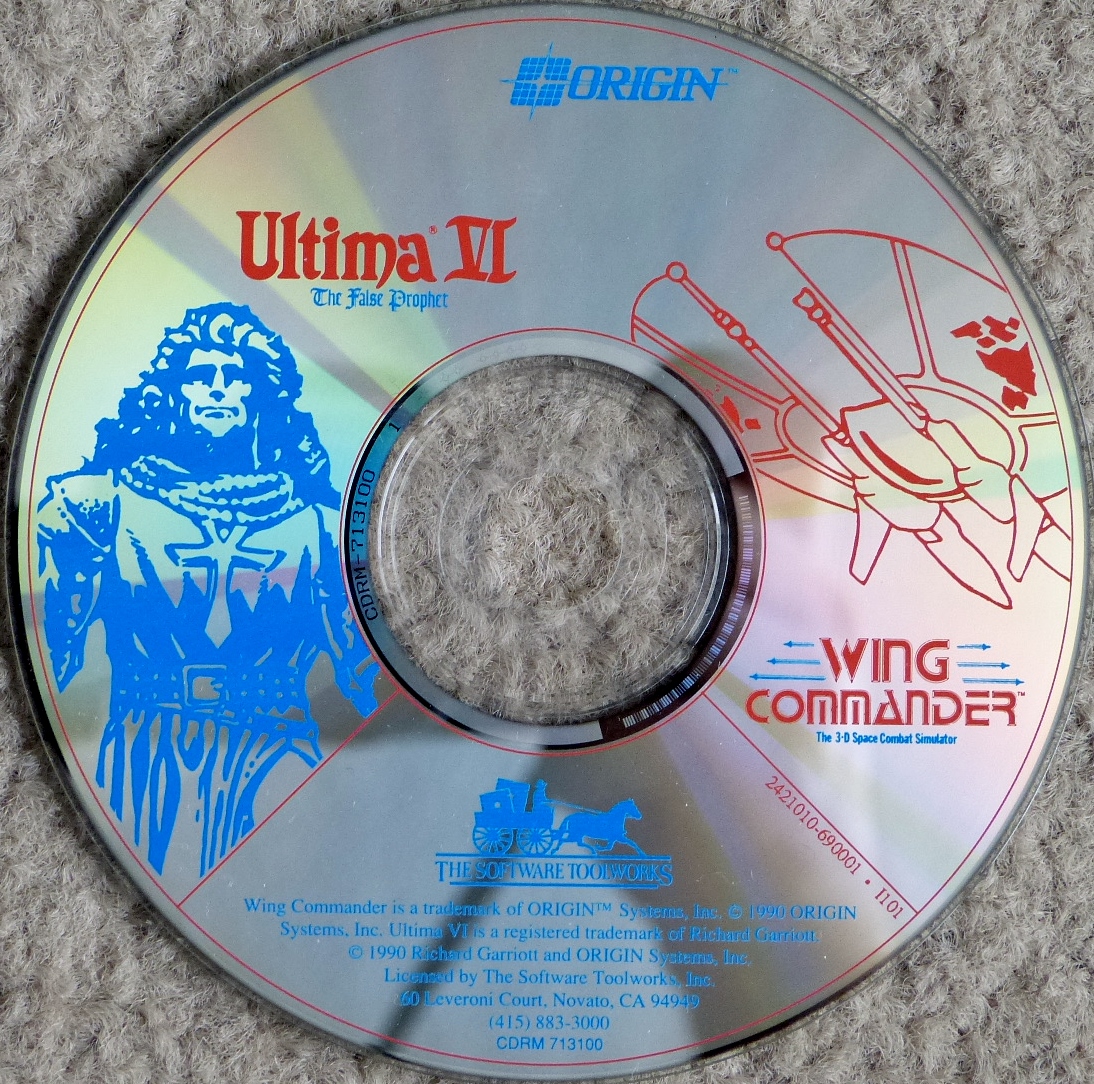 ORIGIN™
Ultima® VI
The False Prophet
CDRM-713100 1
WING
COMMANDER™
The 3-D Space Combat Simulator
2421010-690001 • I101
THE SOFTWARE TOOLWORKS
Wing Commander is a trademark of ORIGIN™ Systems, Inc. © 1990 ORIGIN
Systems, Inc. Ultima VI is a registered trademark of Richard Garriott.
© 1990 Richard Garriott and ORIGIN Systems, Inc.
Licensed by The Software Toolworks, Inc.
60 Leveroni Court, Novato, CA 94949
(415) 883-3000
CDRM 713100